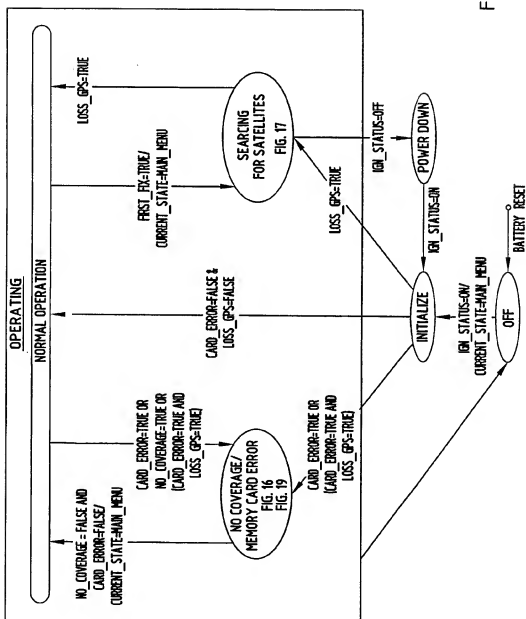 OPERATING
NORMAL OPERATION
LOSS_GPS=TRUE
FIRST_FIX=TRUE/
CURRENT_STATE=MAIN_MENU
SEARCING
FOR SATELLITES
FIG. 17
CARD_ERROR=FALSE &
LOSS_GPS=FALSE
CARD_ERROR=TRUE OR
NO_COVERAGE=TRUE OR
(CARD_ERROR=TRUE AND
LOSS_GPS=TRUE)
NO_COVERAGE = FALSE AND
CARD_ERROR=FALSE/
CURRENT_STATE=MAIN_MENU
NO COVERAGE/
MEMORY CARD ERROR
FIG. 16
FIG. 19
LOSS_GPS=TRUE
CARD_ERROR=TRUE OR
(CARD_ERROR=TRUE AND
LOSS_GPS=TRUE)
IGN_STATUS=OFF
POWER DOWN
IGN_STATUS=ON
INITIALIZE
IGN_STATUS=ON/
CURRENT_STATE=MAIN_MENU
OFF
BATTERY RESET
F